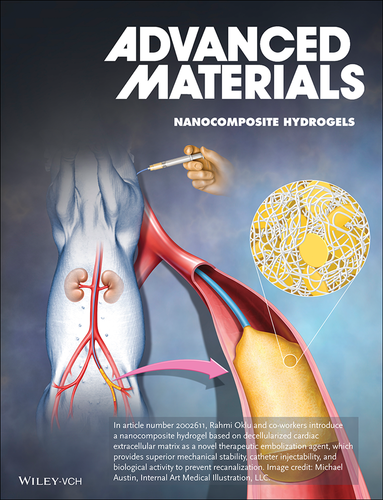 ADVANCED
MATERIALS
NANOCOMPOSITE HYDROGELS
In article number 2002611, Rahmi Oklu and co-workers introduce
a nanocomposite hydrogel based on decellularized cardiac
extracellular matrix as a novel therapeutic embolization agent, which
provides superior mechanical stability, catheter injectability, and
biological activity to prevent recanalization. Image credit: Michael
Austin, Internal Art Medical Illustration, LLC.
WILEY-VCH